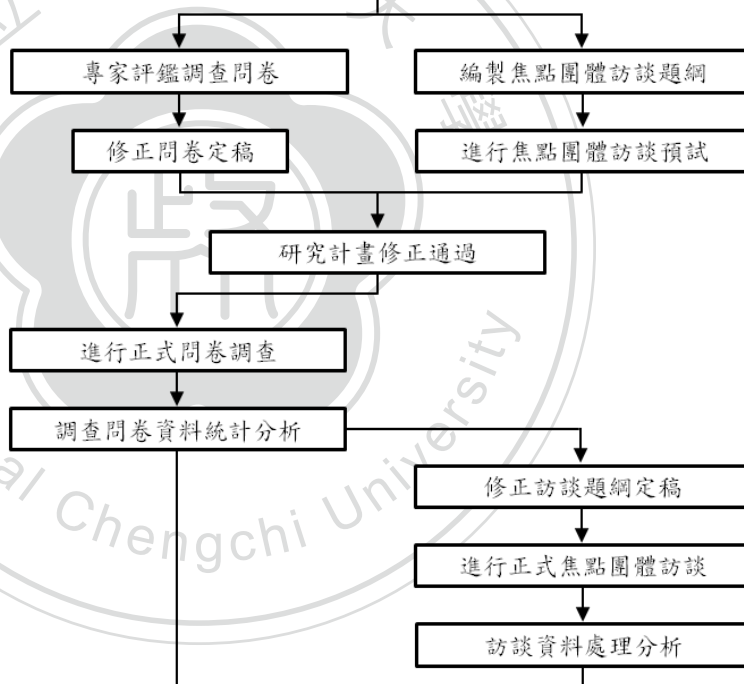 專家評鑑調查問卷
編製焦點團體訪談題綱
修正問卷定稿
進行焦點團體訪談預試
研究計畫修正通過
進行正式問卷調查
調查問卷資料統計分析
修正訪談題綱定稿
進行正式焦點團體訪談
訪談資料處理分析
Chengchi University